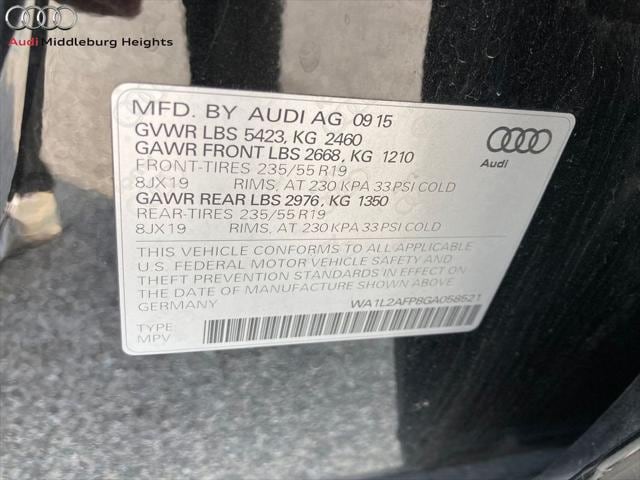 Audi Middleburg Heights
MFD. BY AUDI AG 09 15
GVWR LBS 5423, KG 2460
GAWR FRONT LBS 2668, KG 1210
FRONT-TIRES 235/55 R19
8JX19 RIMS, AT 230 KPA 33 PSI COLD
GAWR REAR LBS 2976, KG 1350
REAR-TIRES 235/55 R19
8JX19 RIMS, AT 230 KPA 33 PSI COLD
Audi
THIS VEHICLE CONFORMS TO ALL APPLICABLE
U.S. FEDERAL MOTOR VEHICLE SAFETY AND
THEFT PREVENTION STANDARDS IN EFFECT ON
THE DATE OF MANUFACTURE SHOWN ABOVE.
GERMANY WA1L2AFP8GA058521
TYPE
MPV